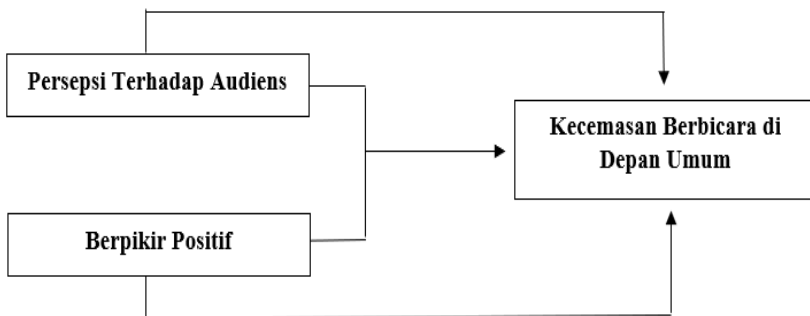 Persepsi Terhadap Audiens
Kecemasan Berbicara di
Depan Umum
Berpikir Positif